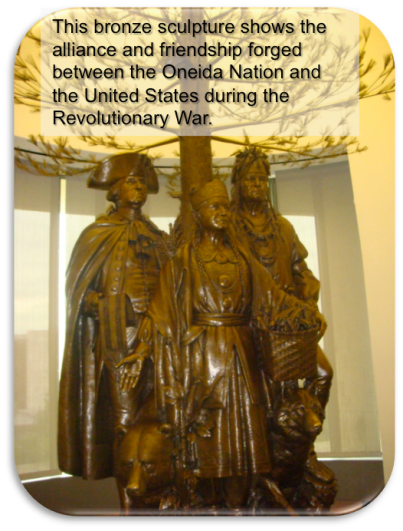 This bronze sculpture shows the
alliance and friendship forged
between the Oneida Nation and
the United States during the
Revolutionary War.